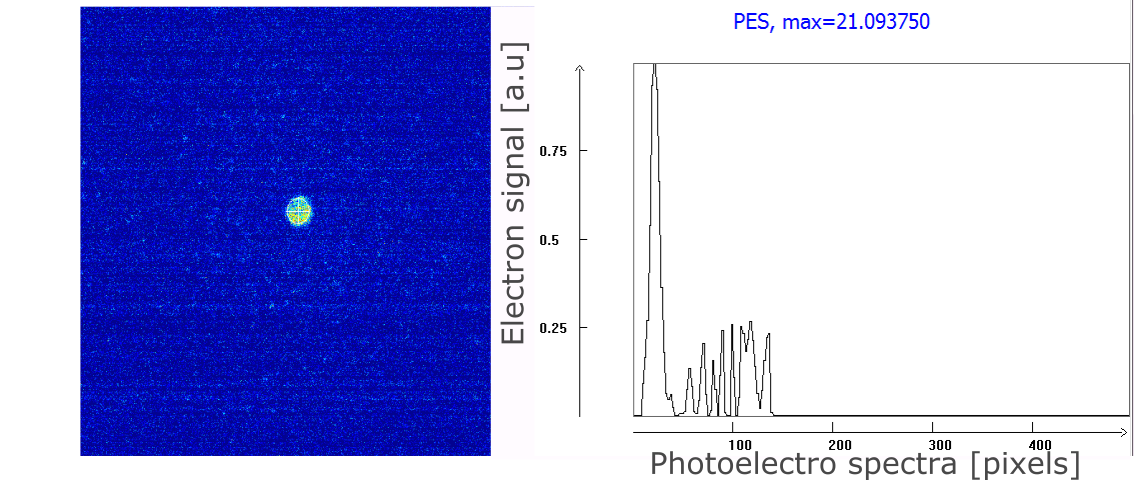 PES, max=21.093750
Electron signal [a.u]
0.75
0.5
0.25
100 200 300 400
Photoelectro spectra [pixels]